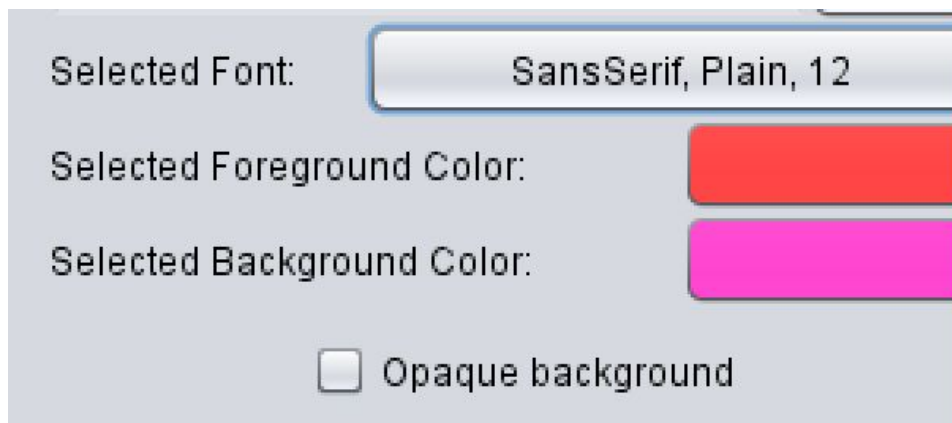 Selected Font: SansSerif, Plain, 12
Selected Foreground Color:
Selected Background Color:
Opaque background